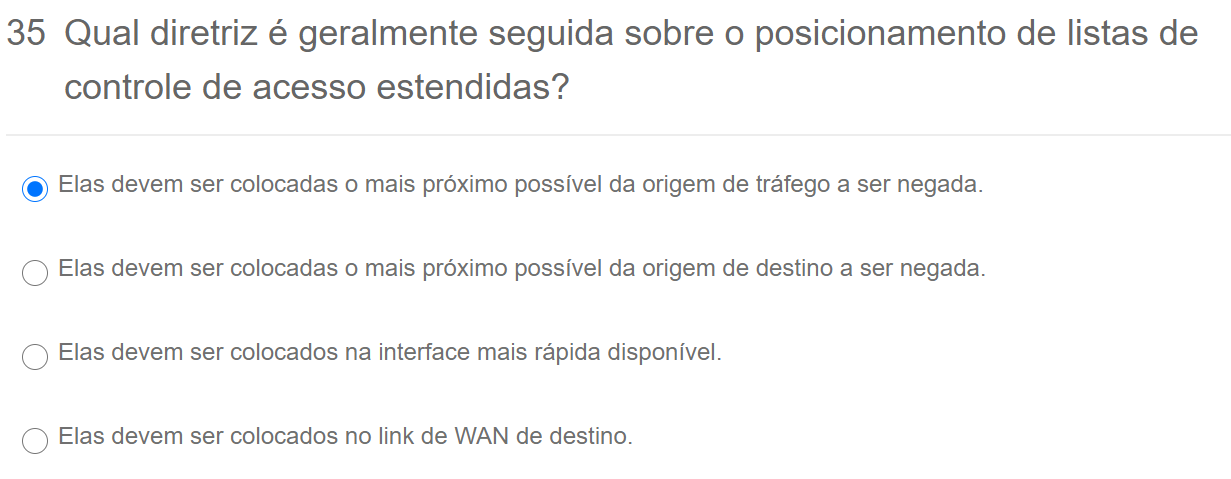 35 Qual diretriz é geralmente seguida sobre o posicionamento de listas de
controle de acesso estendidas?
Elas devem ser colocadas o mais próximo possível da origem de tráfego a ser negada.
Elas devem ser colocadas o mais próximo possível da origem de destino a ser negada.
Elas devem ser colocados na interface mais rápida disponível.
Elas devem ser colocados no link de WAN de destino.